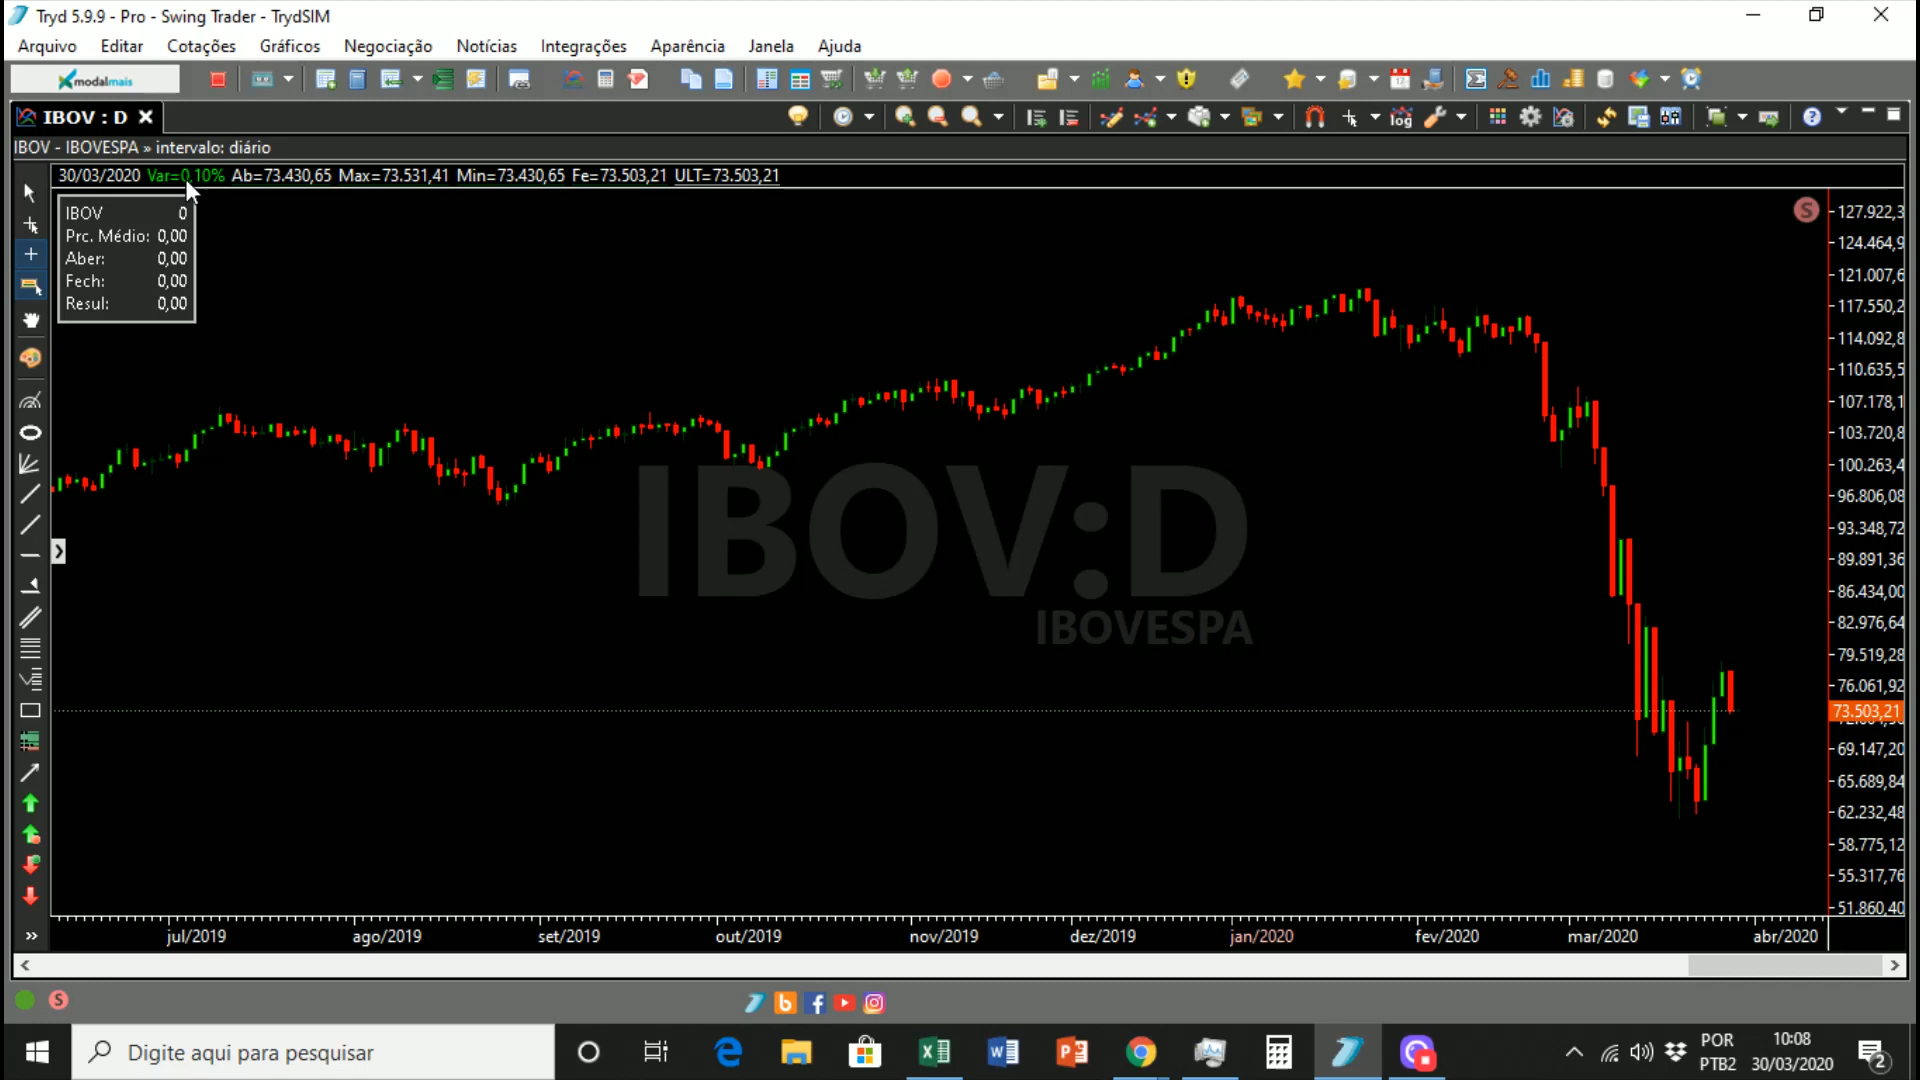 Tryd 5.9.9 - Pro - Swing Trader - TrydSIM
Arquivo Editar Cotações Gráficos Negociação Notícias Integrações Aparência Janela Ajuda
modalmais
IBOV : D
log
IBOV - IBOVESPA » intervalo: diário
30/03/2020 Var=0,10% Ab=73.430,65 Max=73.531,41 Min=73.430,65 Fe=73.503,21 ULT=73.503,21
IBOV 0
Prc. Médio: 0,00
Aber: 0,00
Fech: 0,00
Resul: 0,00
S
127.922,3
124.464,9
121.007,6
117.550,2
114.092,8
110.635,5
107.178,1
103.720,8
100.263,4
96.806,08
93.348,72
89.891,36
86.434,00
82.976,64
79.519,28
76.061,92
73.503,21
69.147,20
65.689,84
62.232,48
58.775,12
55.317,76
51.860,40
IBOV:D
IBOVESPA
jul/2019 ago/2019 set/2019 out/2019 nov/2019 dez/2019 jan/2020 fev/2020 mar/2020 abr/2020
S
Digite aqui para pesquisar
POR
PTB2
10:08
30/03/2020
2